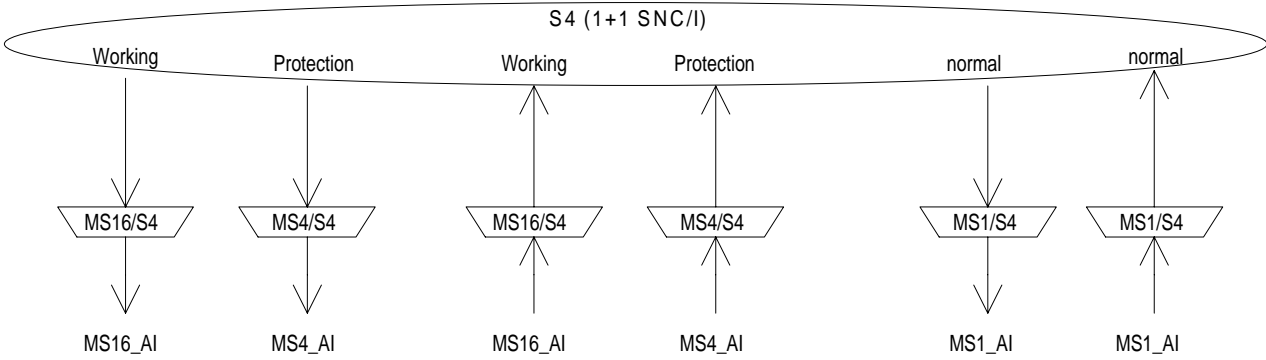 S4 (1+1 SNC/I)
Working Protection Working Protection normal normal
MS16/S4 MS4/S4 MS16/S4 MS4/S4 MS1/S4 MS1/S4
MS16_AI MS4_AI MS16_AI MS4_AI MS1_AI MS1_AI